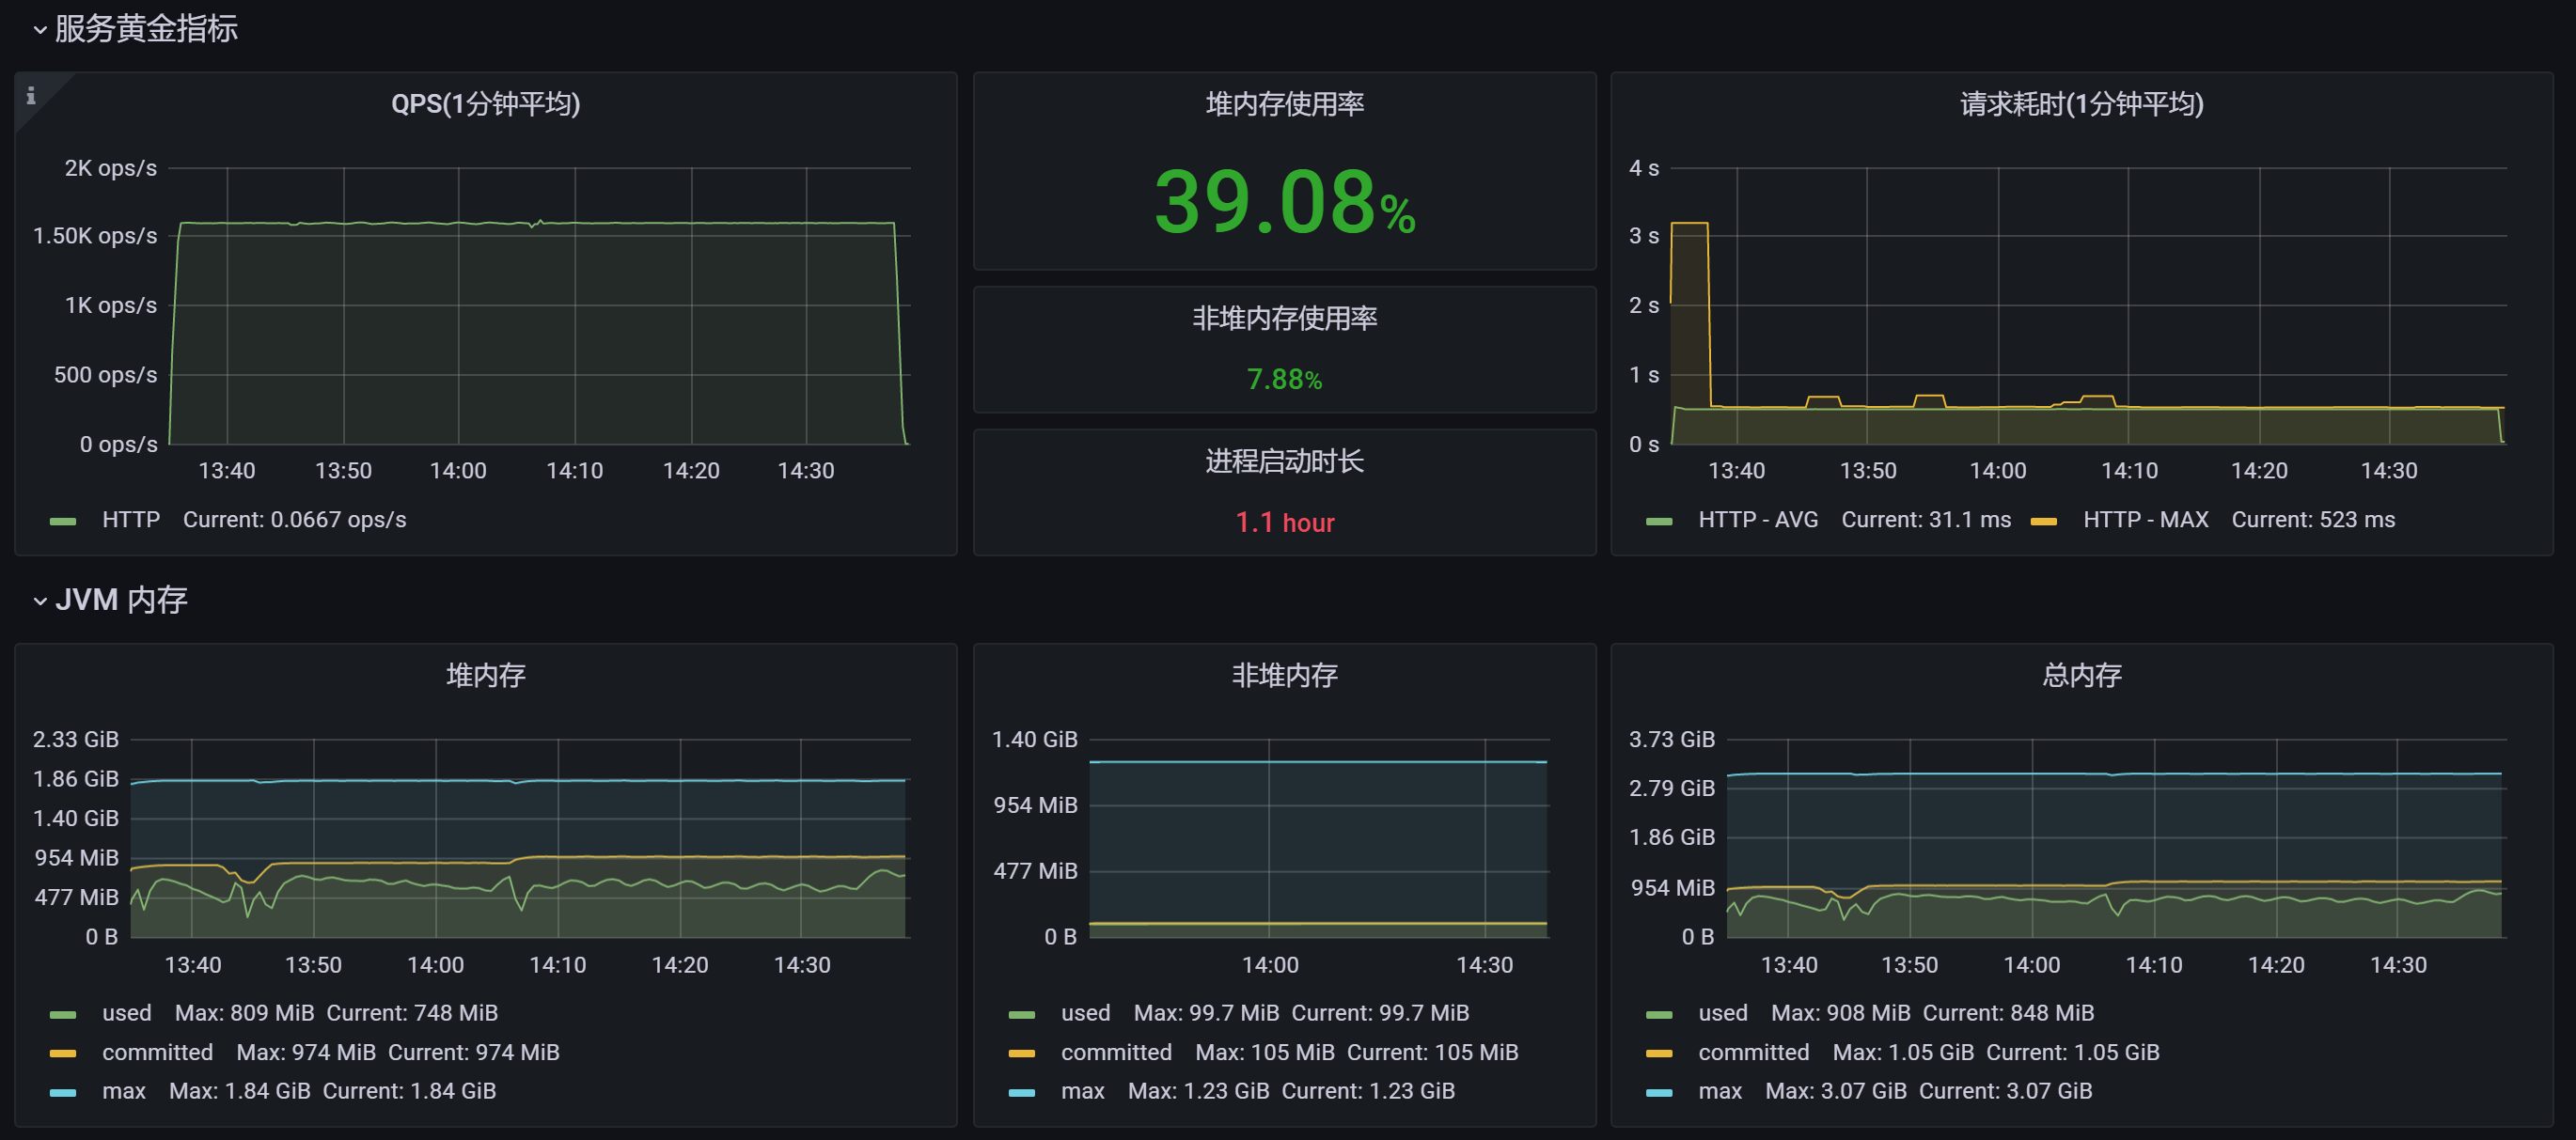 服务黄金指标
QPS(1分钟平均)
2K ops/s
1.50K ops/s
1K ops/s
500 ops/s
0 ops/s
13:40 13:50 14:00 14:10 14:20 14:30
HTTP Current: 0.0667 ops/s
堆内存使用率
39.08%
非堆内存使用率
7.88%
进程启动时长
1.1 hour
请求耗时(1分钟平均)
4 s
3 s
2 s
1 s
0 s
13:40 13:50 14:00 14:10 14:20 14:30
HTTP - AVG Current: 31.1 ms HTTP - MAX Current: 523 ms
JVM 内存
堆内存
2.33 GiB
1.86 GiB
1.40 GiB
954 MiB
477 MiB
0 B
13:40 13:50 14:00 14:10 14:20 14:30
used Max: 809 MiB Current: 748 MiB
committed Max: 974 MiB Current: 974 MiB
max Max: 1.84 GiB Current: 1.84 GiB
非堆内存
1.40 GiB
954 MiB
477 MiB
0 B
14:00 14:30
used Max: 99.7 MiB Current: 99.7 MiB
committed Max: 105 MiB Current: 105 MiB
max Max: 1.23 GiB Current: 1.23 GiB
总内存
3.73 GiB
2.79 GiB
1.86 GiB
954 MiB
0 B
13:40 13:50 14:00 14:10 14:20 14:30
used Max: 908 MiB Current: 848 MiB
committed Max: 1.05 GiB Current: 1.05 GiB
max Max: 3.07 GiB Current: 3.07 GiB